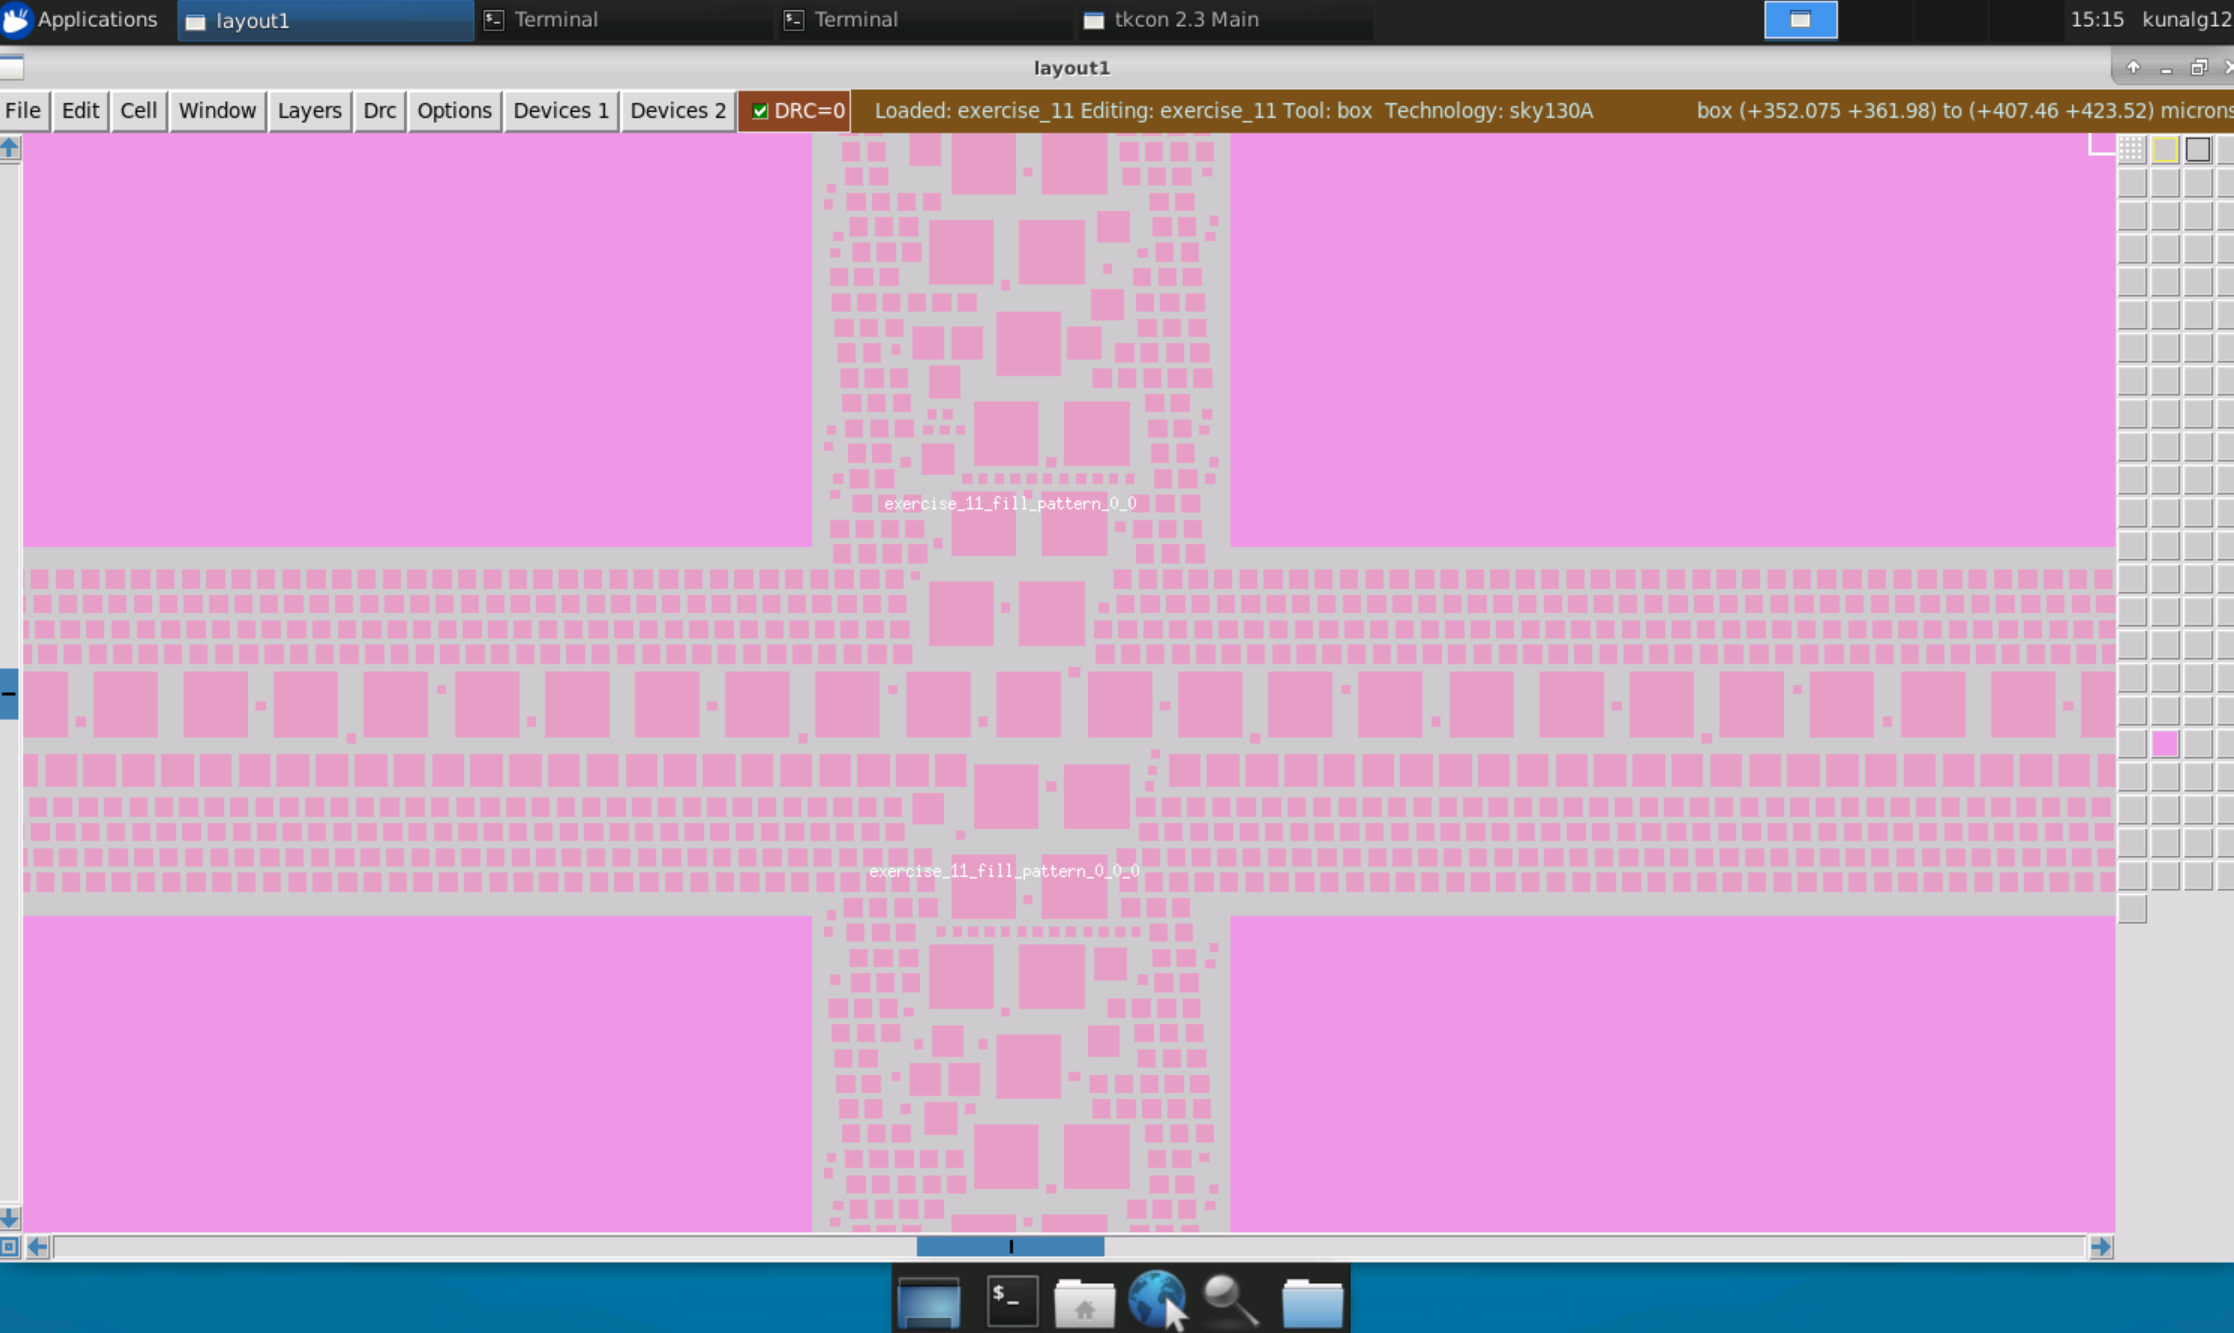 Applications layout1 Terminal Terminal tkcon 2.3 Main 15:15 kunalg12
layout1
File Edit Cell Window Layers Drc Options Devices 1 Devices 2 DRC=0 Loaded: exercise_11 Editing: exercise_11 Tool: box Technology: sky130A box (+352.075 +361.98) to (+407.46 +423.52) microns
exercise_11_fill_pattern_0_0
exercise_11_fill_pattern_0_0_0
$_